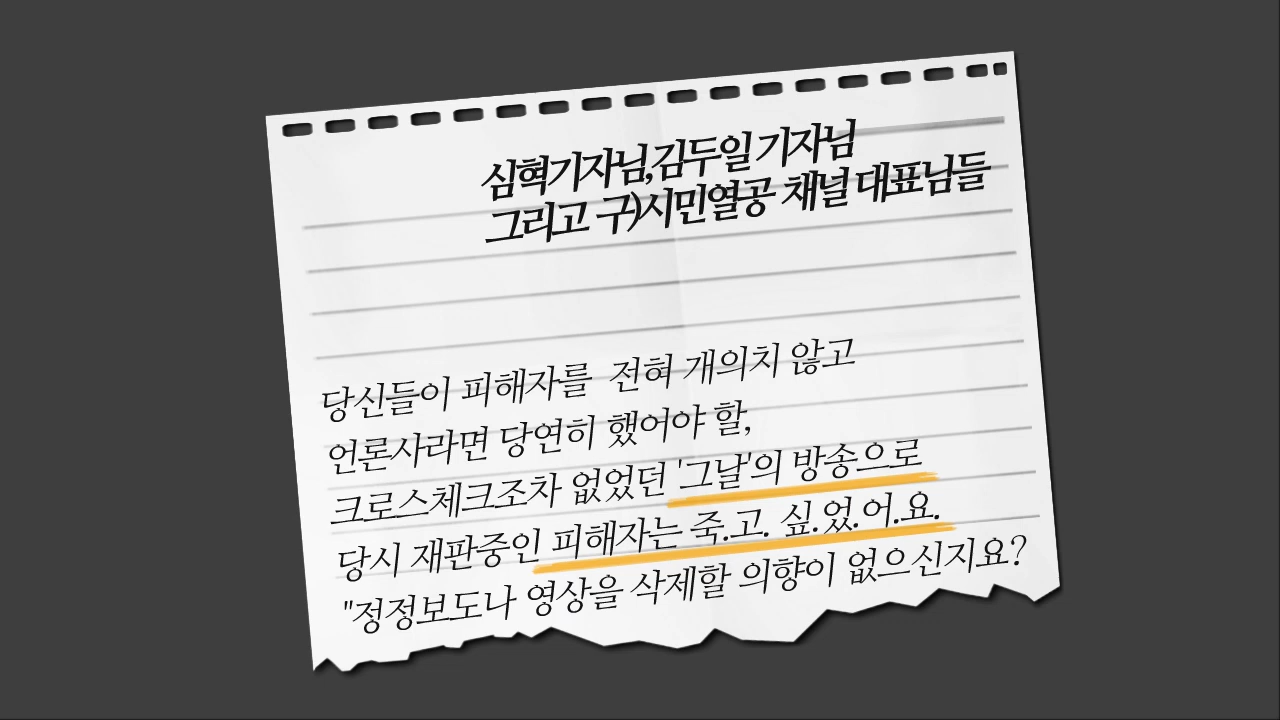 심혁기자님,김두일 기자님
그리고 구)시민열공 채널 대표님들
당신들이 피해자를 전혀 개의치 않고
언론사라면 당연히 했어야 할,
크로스체크조차 없었던 '그날'의 방송으로
당시 재판중인 피해자는 죽.고. 싶.었.어.요.
"정정보도나 영상을 삭제할 의향이 없으신지요?